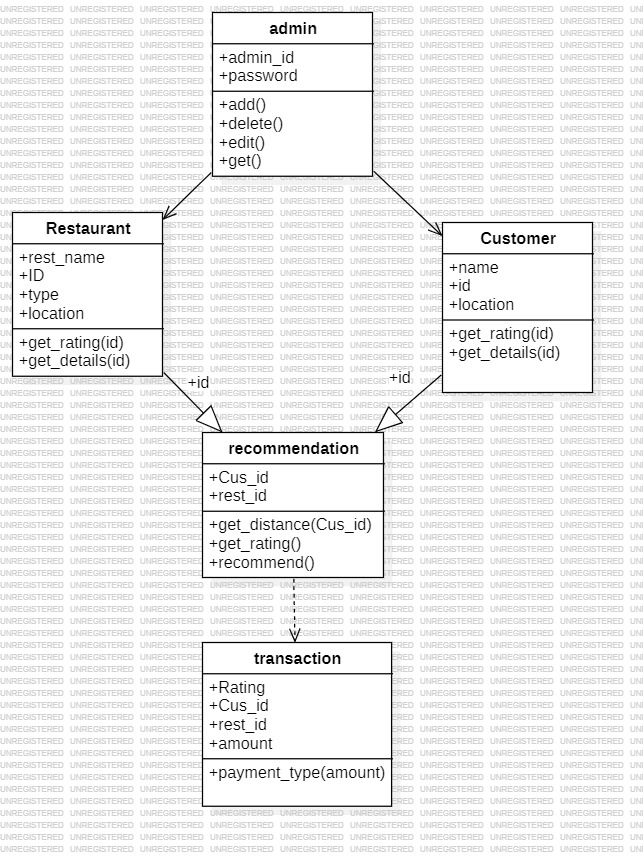 admin
+admin_id
+password
+add()
+delete()
+edit()
+get()
Restaurant
+rest_name
+ID
+type
+location
+get_rating(id)
+get_details(id)
Customer
+name
+id
+location
+get_rating(id)
+get_details(id)
+id
+id
recommendation
+Cus_id
+rest_id
+get_distance(Cus_id)
+get_rating()
+recommend()
transaction
+Rating
+Cus_id
+rest_id
+amount
+payment_type(amount)
UNREGISTERED